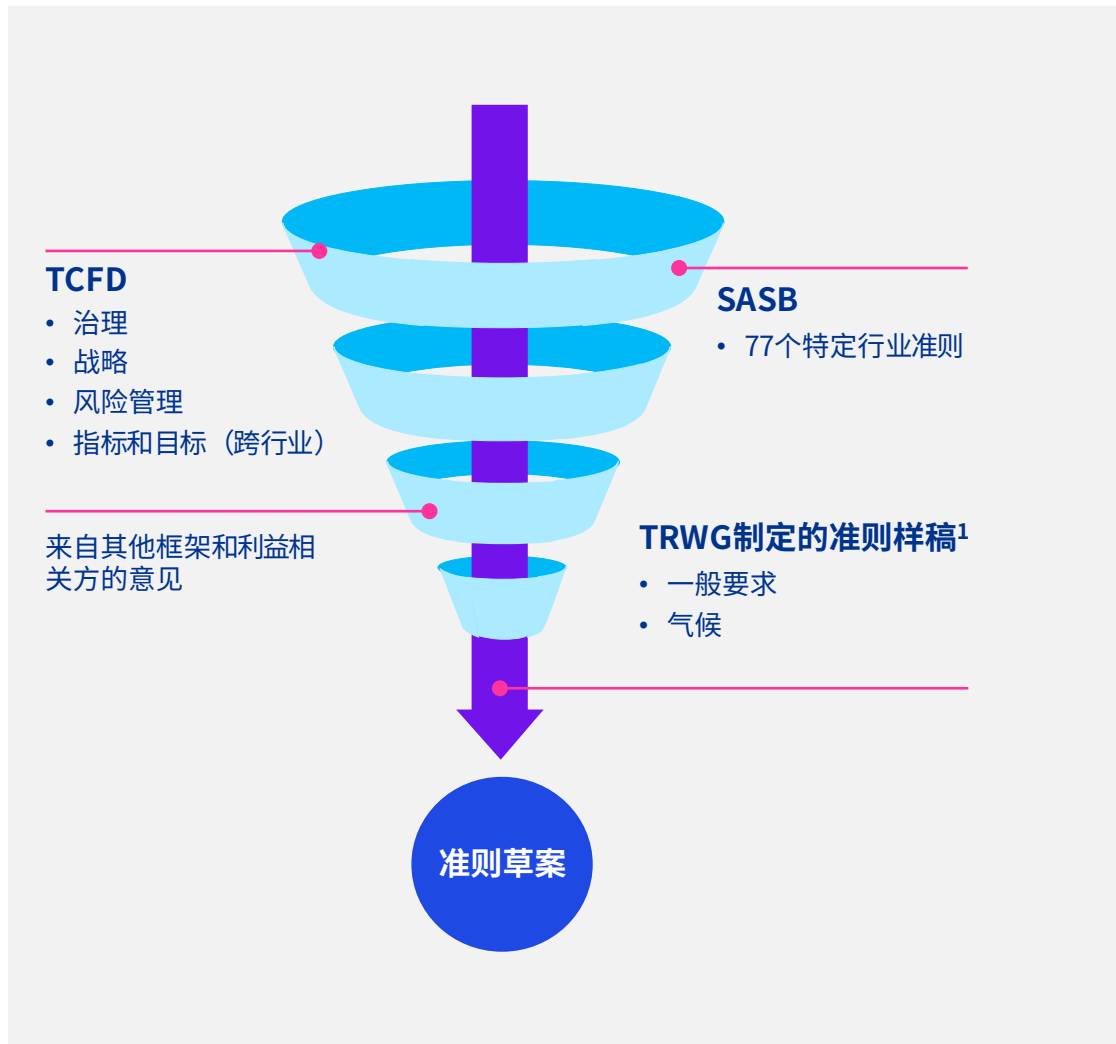 TCFD
• 治理
• 战略
• 风险管理
• 指标和目标（跨行业）
SASB
• 77个特定行业准则
来自其他框架和利益相
关方的意见
TRWG制定的准则样稿1
• 一般要求
• 气候
准则草案